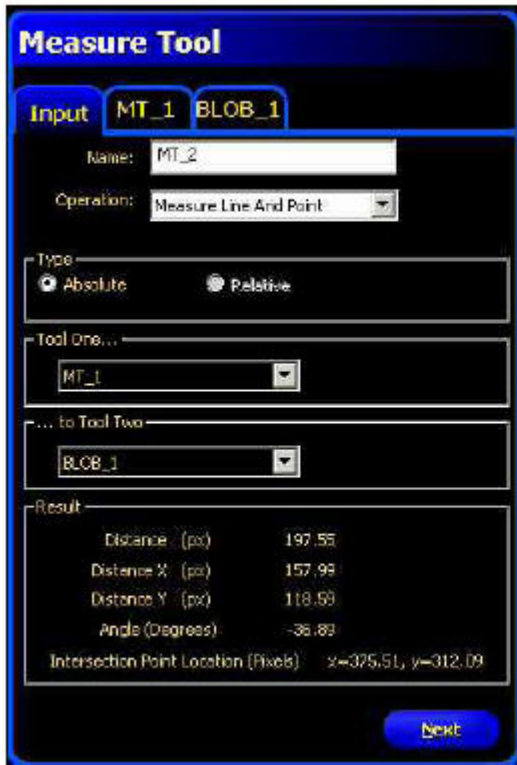 Measure Tool
Input MT_1 BLOB_1
Name: MT_2
Operation: Measure Line And Point
Type
Absolute Relative
Tool One...
MT_1
... to Tool Two
BLOB_1
Result
Distance (px) 197.55
Distance X (px) 157.99
Distance Y (px) 118.59
Angle (Degrees) -36.89
Intersection Point Location (Pixels) x=375.51, y=312.09
Next